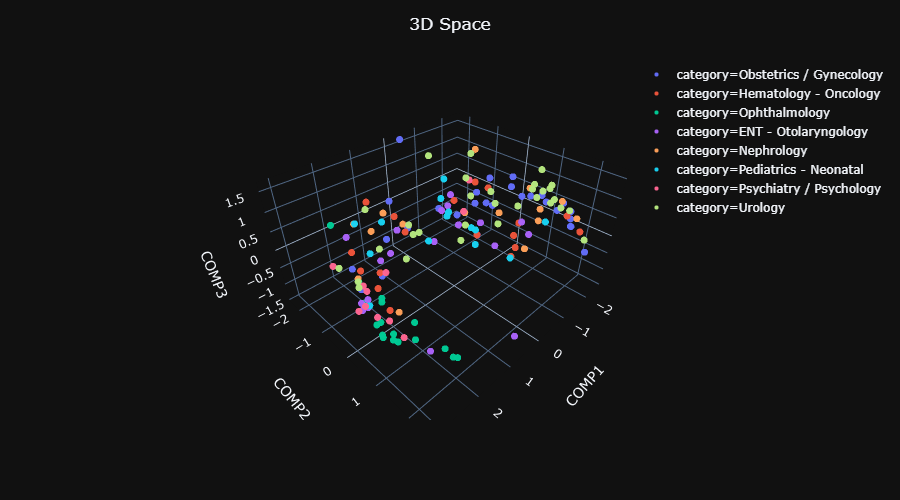 3D Space
category=Obstetrics / Gynecology
category=Hematology - Oncology
category=Ophthalmology
category=ENT - Otolaryngology
category=Nephrology
category=Pediatrics - Neonatal
category=Psychiatry / Psychology
category=Urology
1.5
1
0.5
0
−0.5
−1
−1.5
COMP3
−2
−1
0
1
COMP2
−2
−1
0
1
2
COMP1